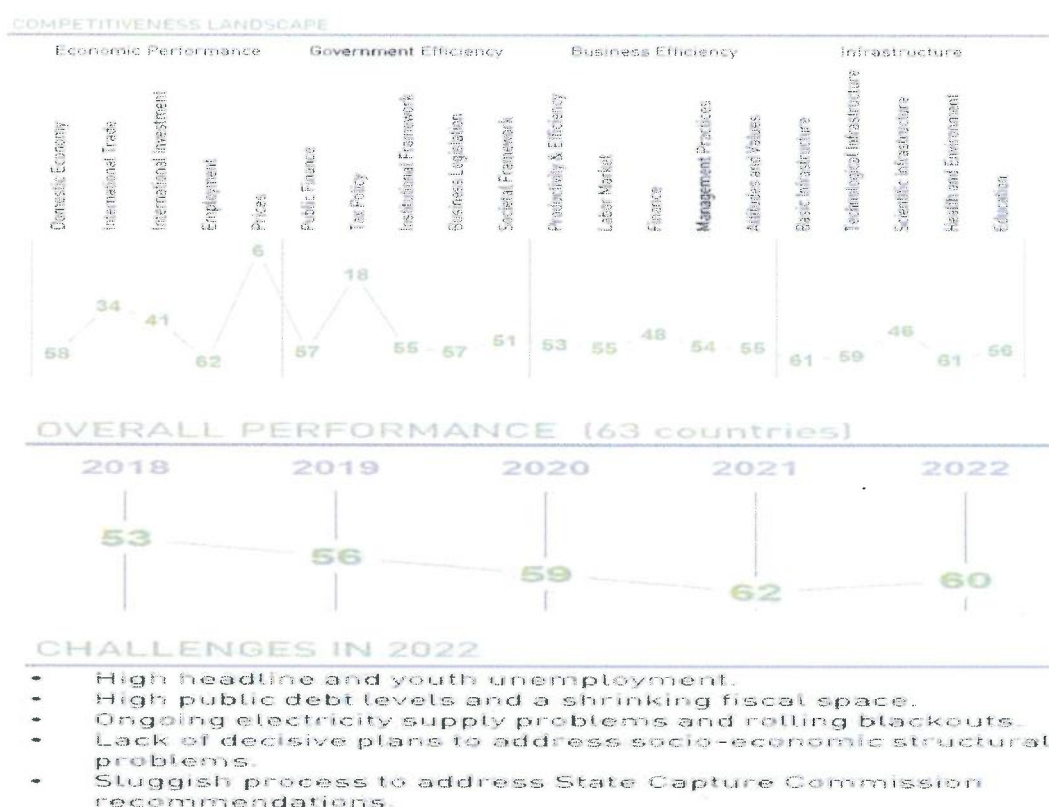 COMPETITIVENESS LANDSCAPE
Economic Performance Government Efficiency Business Efficiency Infrastructure
Domestic Economy
International Trade
International Investment
Employment
Prices
Public Finance
Tax Policy
Institutional Framework
Business Legislation
Societal Framework
Productivity & Efficiency
Labor Market
Finance
Management Practices
Attitudes and Values
Basic Infrastructure
Technological Infrastructure
Scientific Infrastructure
Health and Environment
Education
58 34 41 62 6 57 18 55 57 51 53 55 48 54 55 61 59 46 61 56
OVERALL PERFORMANCE (63 countries)
2018 2019 2020 2021 2022
53 56 59 62 60
CHALLENGES IN 2022
• High headline and youth unemployment.
• High public debt levels and a shrinking fiscal space.
• Ongoing electricity supply problems and rolling blackouts.
• Lack of decisive plans to address socio-economic structural
problems.
• Sluggish process to address State Capture Commission
recommendations.